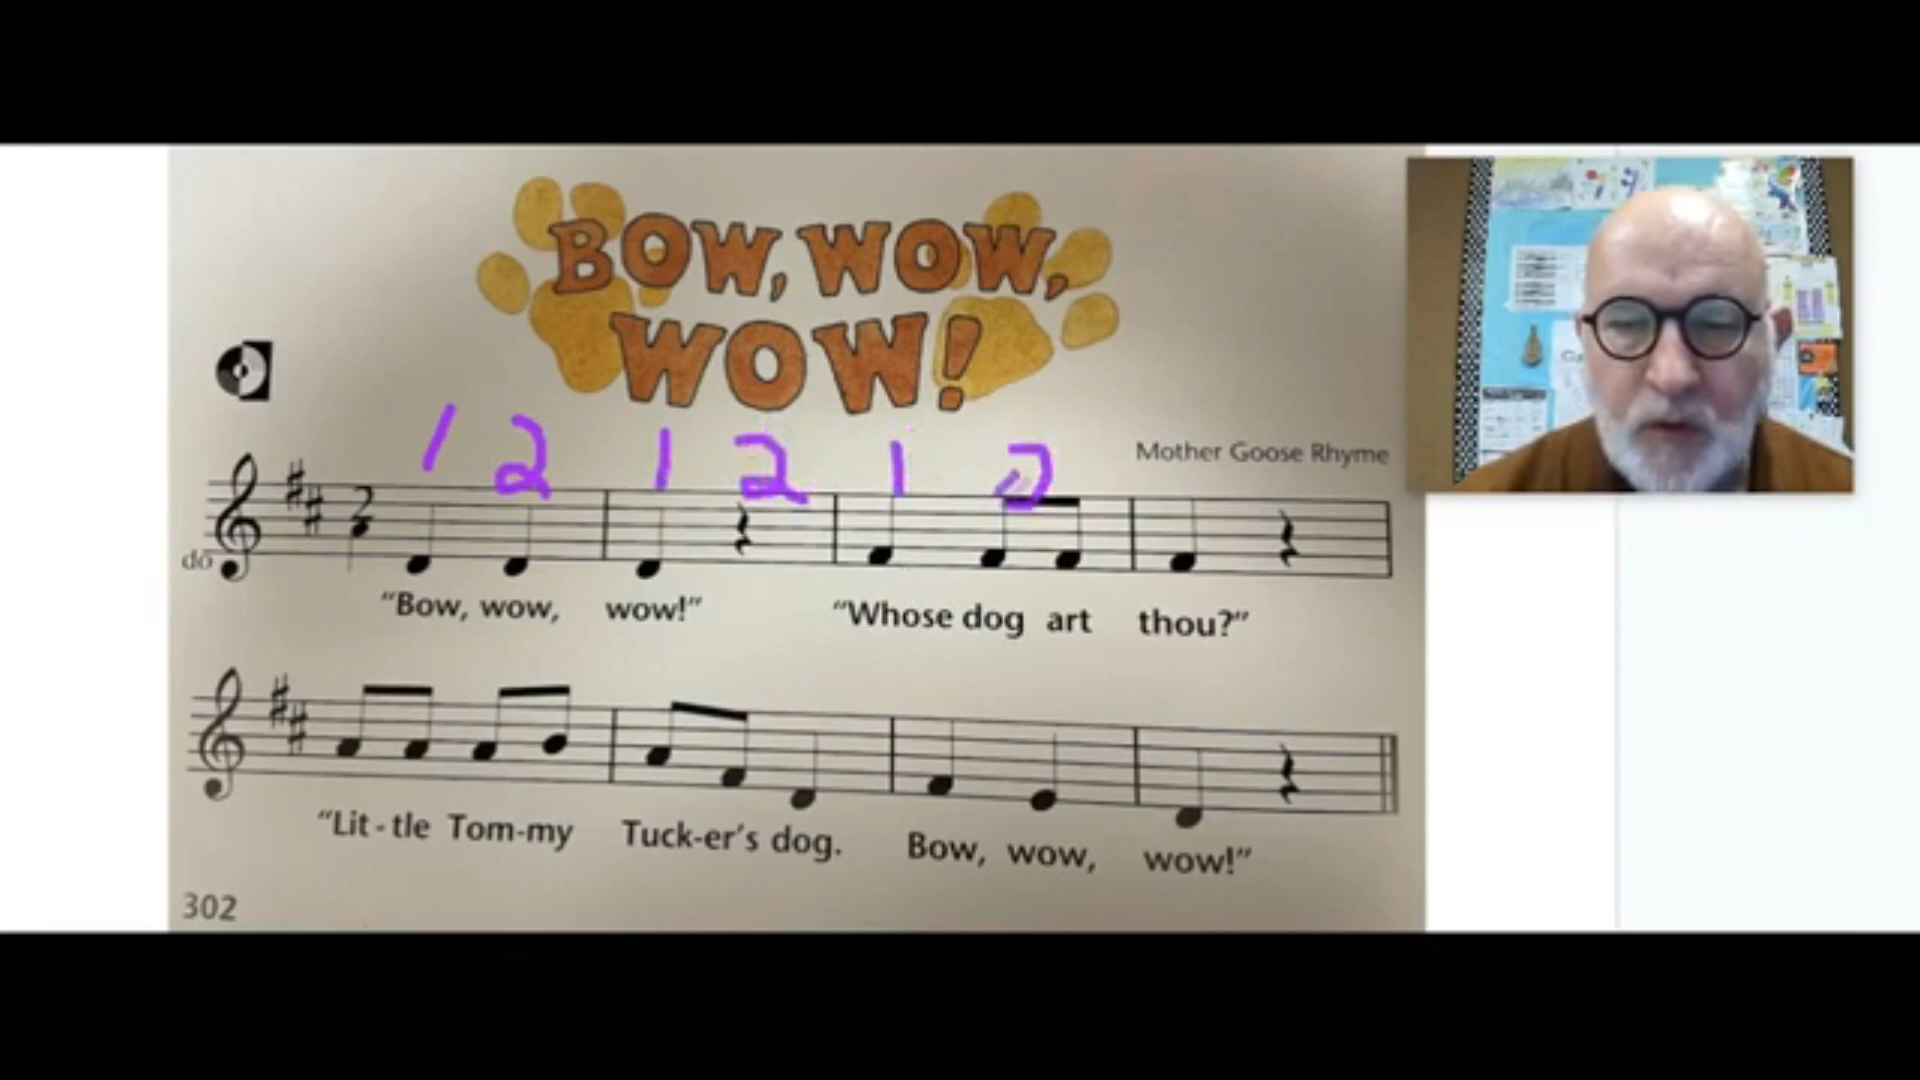 BOW, WOW,
WOW!
1 2 1 2 1 2
Mother Goose Rhyme
2
do
“Bow, wow, wow!” “Whose dog art thou?”
“Lit - tle Tom-my Tuck-er’s dog. Bow, wow, wow!”
302